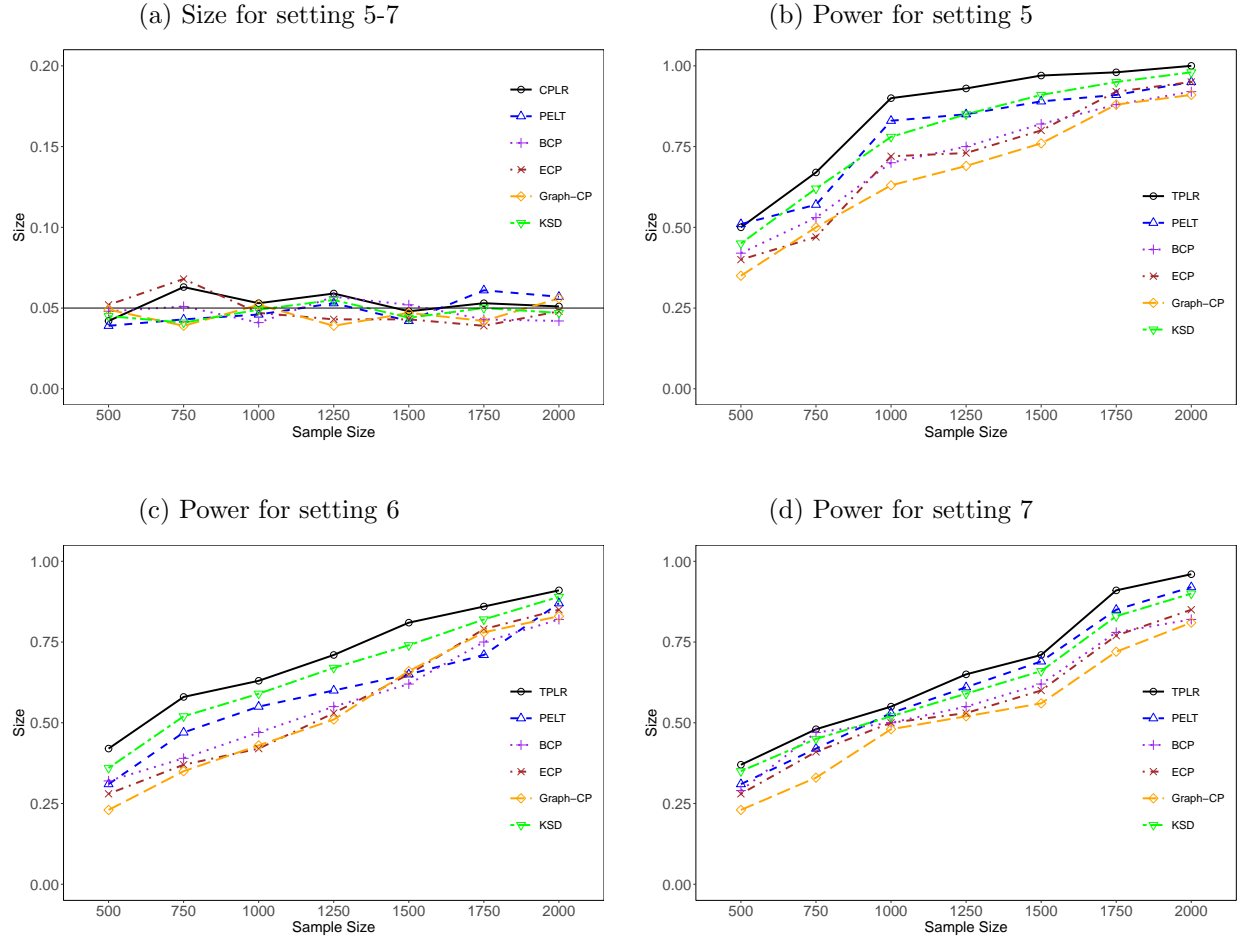 (a) Size for setting 5-7
Size
0.20
0.15
0.10
0.05
0.00
500 750 1000 1250 1500 1750 2000
Sample Size
CPLR
PELT
BCP
ECP
Graph−CP
KSD
(b) Power for setting 5
Size
1.00
0.75
0.50
0.25
0.00
500 750 1000 1250 1500 1750 2000
Sample Size
TPLR
PELT
BCP
ECP
Graph−CP
KSD
(c) Power for setting 6
Size
1.00
0.75
0.50
0.25
0.00
500 750 1000 1250 1500 1750 2000
Sample Size
TPLR
PELT
BCP
ECP
Graph−CP
KSD
(d) Power for setting 7
Size
1.00
0.75
0.50
0.25
0.00
500 750 1000 1250 1500 1750 2000
Sample Size
TPLR
PELT
BCP
ECP
Graph−CP
KSD